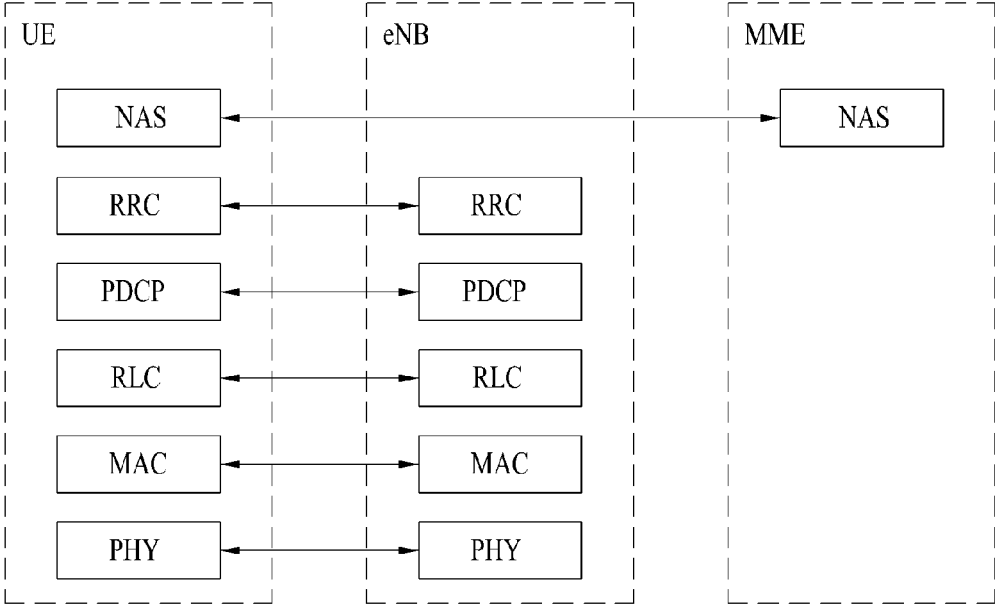 UE eNB MME
NAS NAS
RRC RRC
PDCP PDCP
RLC RLC
MAC MAC
PHY PHY